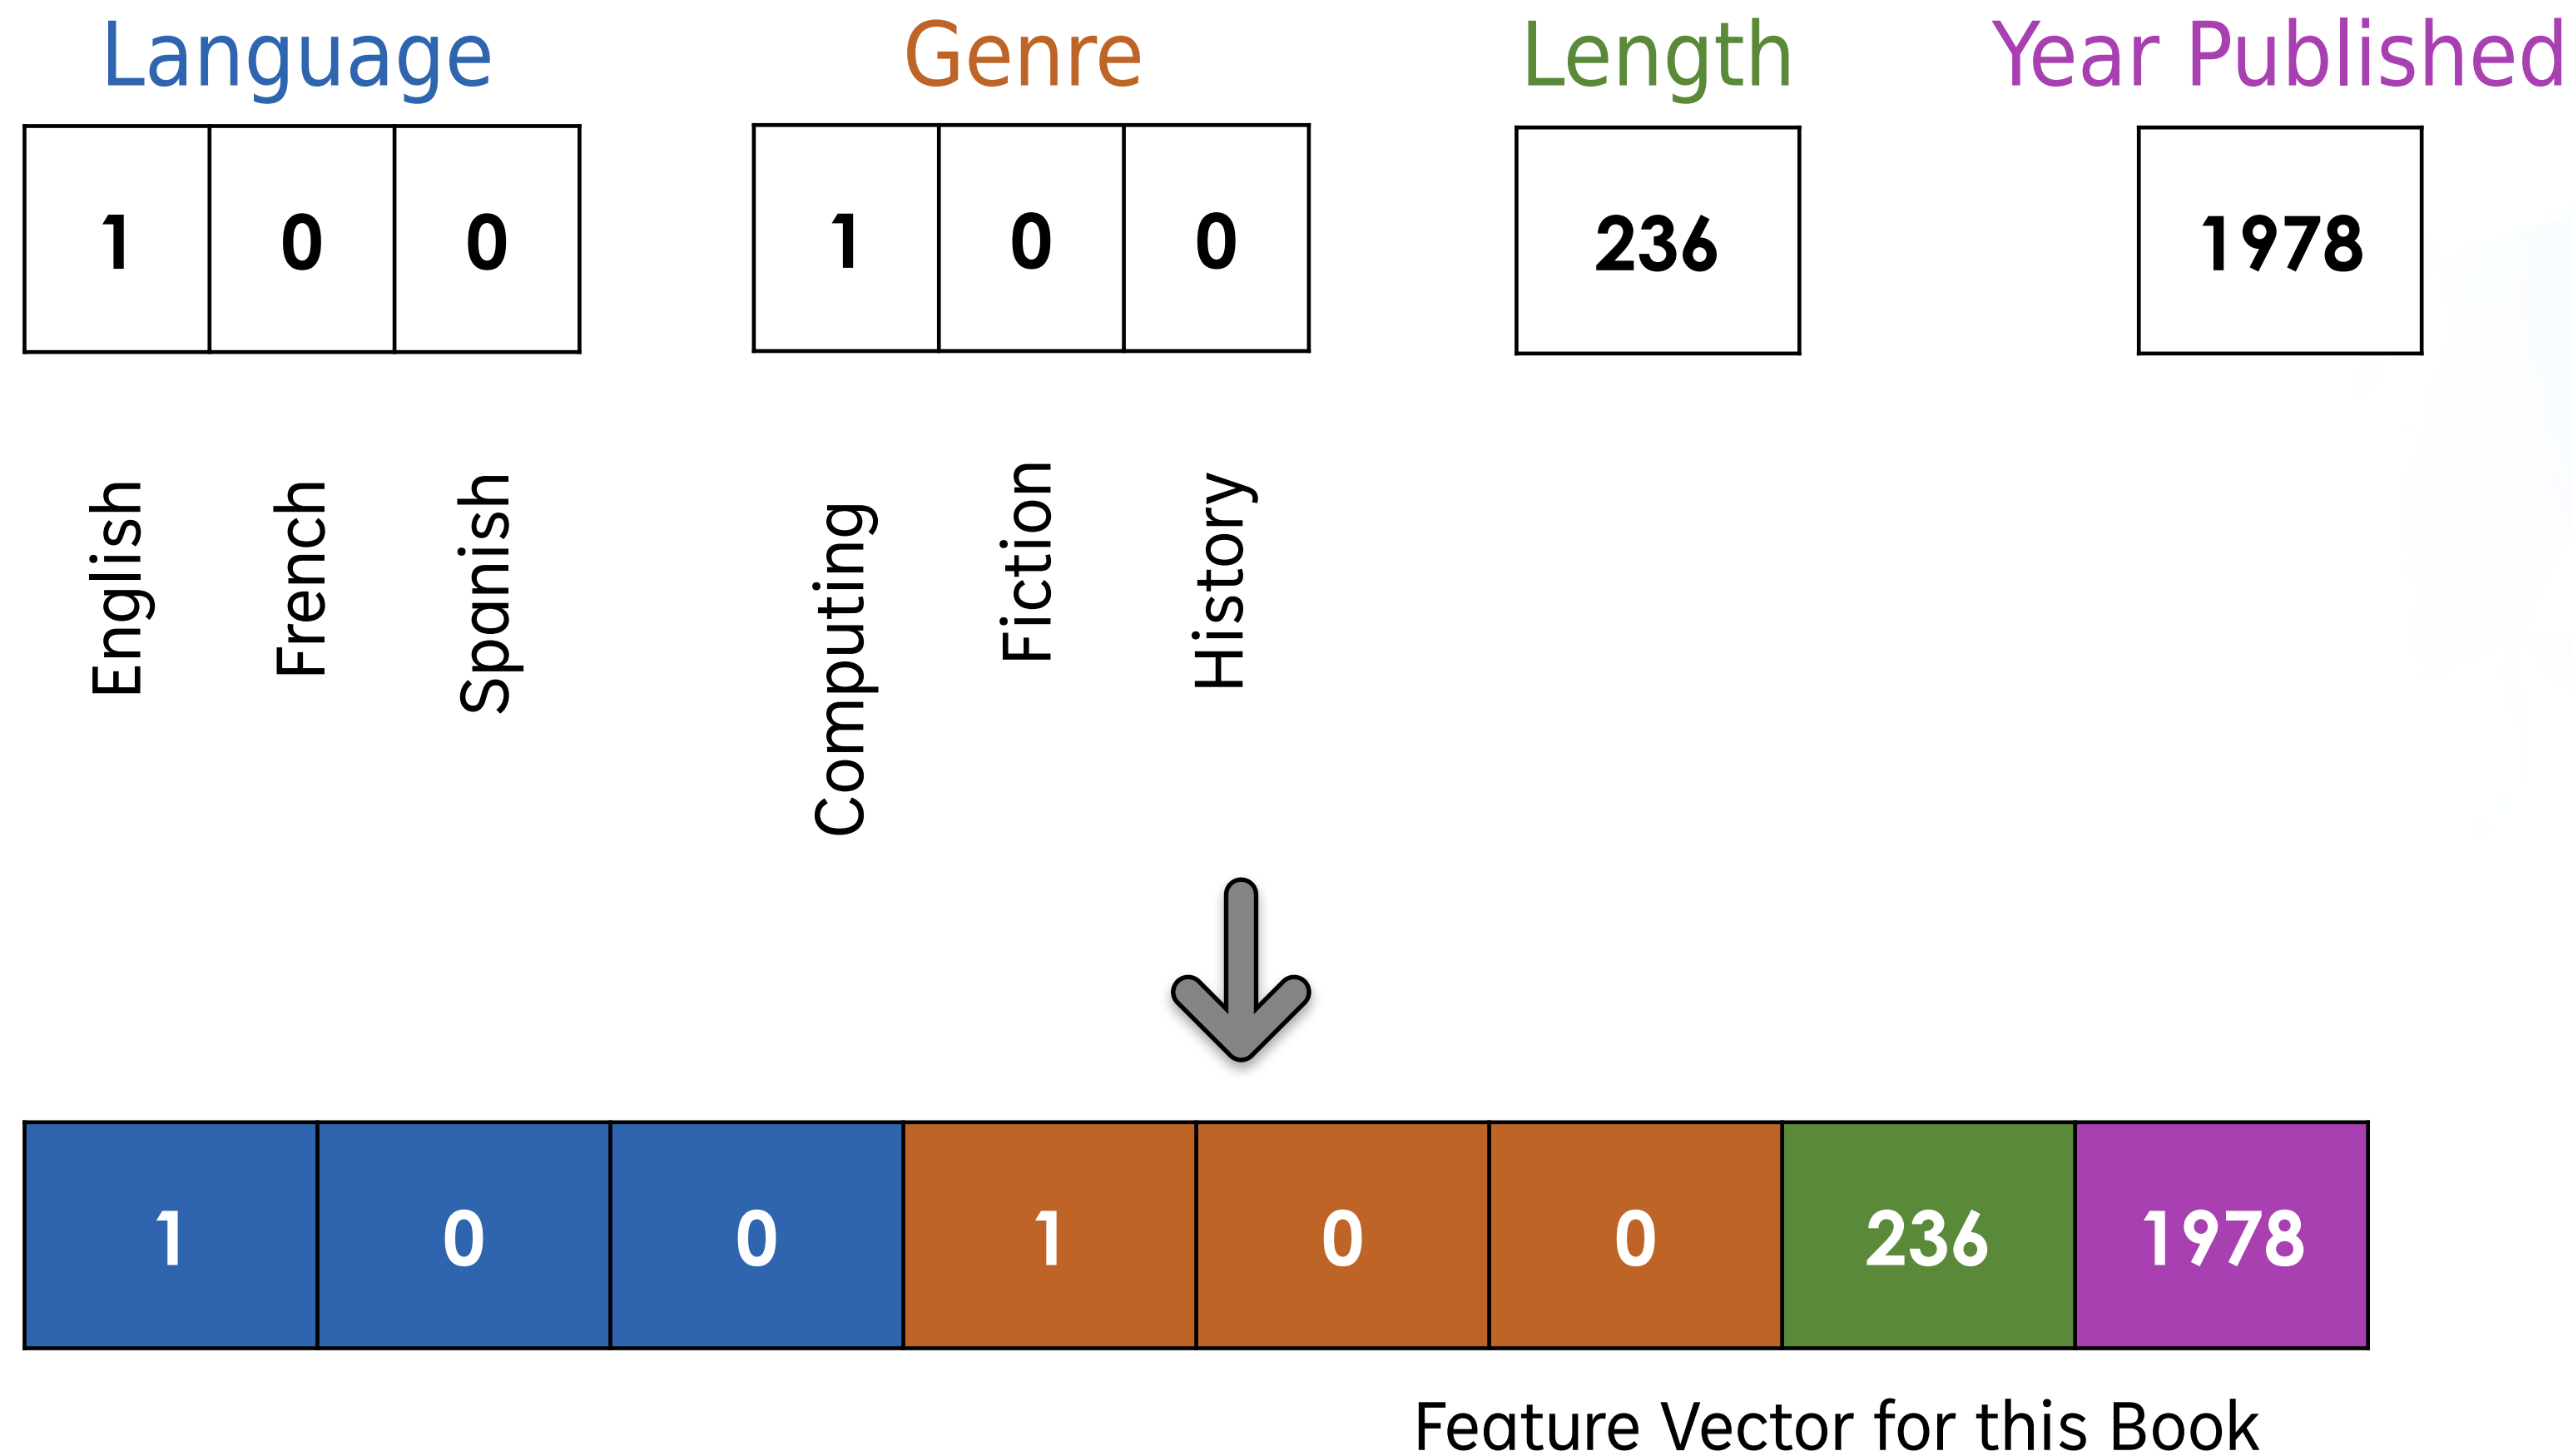 Language Genre Length Year Published
1 0 0 1 0 0 236 1978
English French Spanish Computing Fiction History
1 0 0 1 0 0 236 1978
Feature Vector for this Book